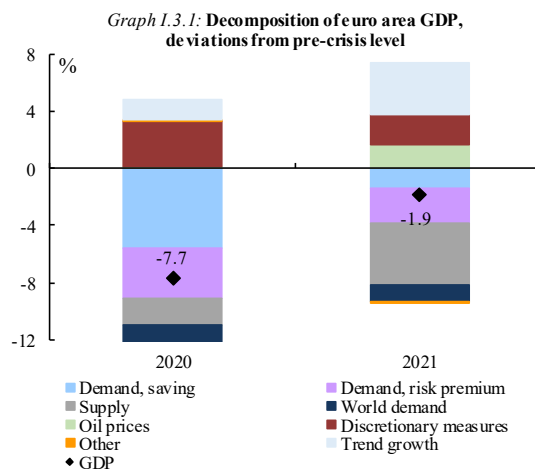 Graph I.3.1: Decomposition of euro area GDP,
deviations from pre-crisis level
8
%
4
0
-4
-7.7
-1.9
-8
-12
2020
2021
Demand, saving
Demand, risk premium
Supply
World demand
Oil prices
Discretionary measures
Other
Trend growth
GDP